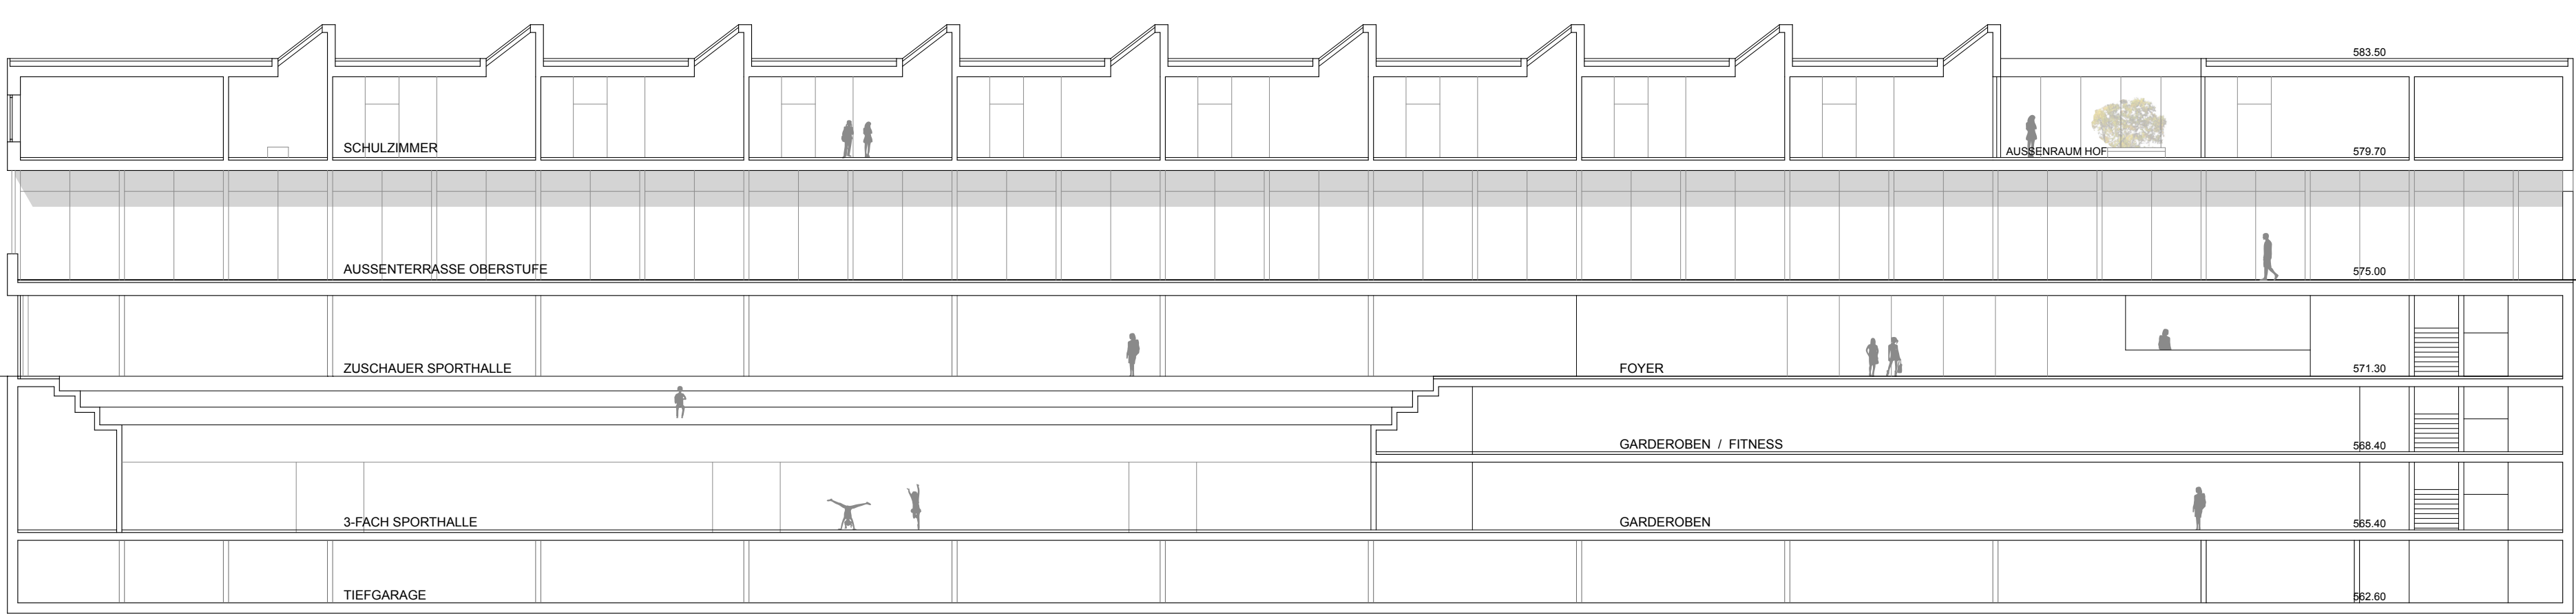 583.50
SCHULZIMMER
AUSSENRAUM HOF
579.70
AUSSENTERRASSE OBERSTUFE
575.00
ZUSCHAUER SPORTHALLE
FOYER
571.30
GARDEROBEN / FITNESS
568.40
3-FACH SPORTHALLE
GARDEROBEN
565.40
TIEFGARAGE
562.60